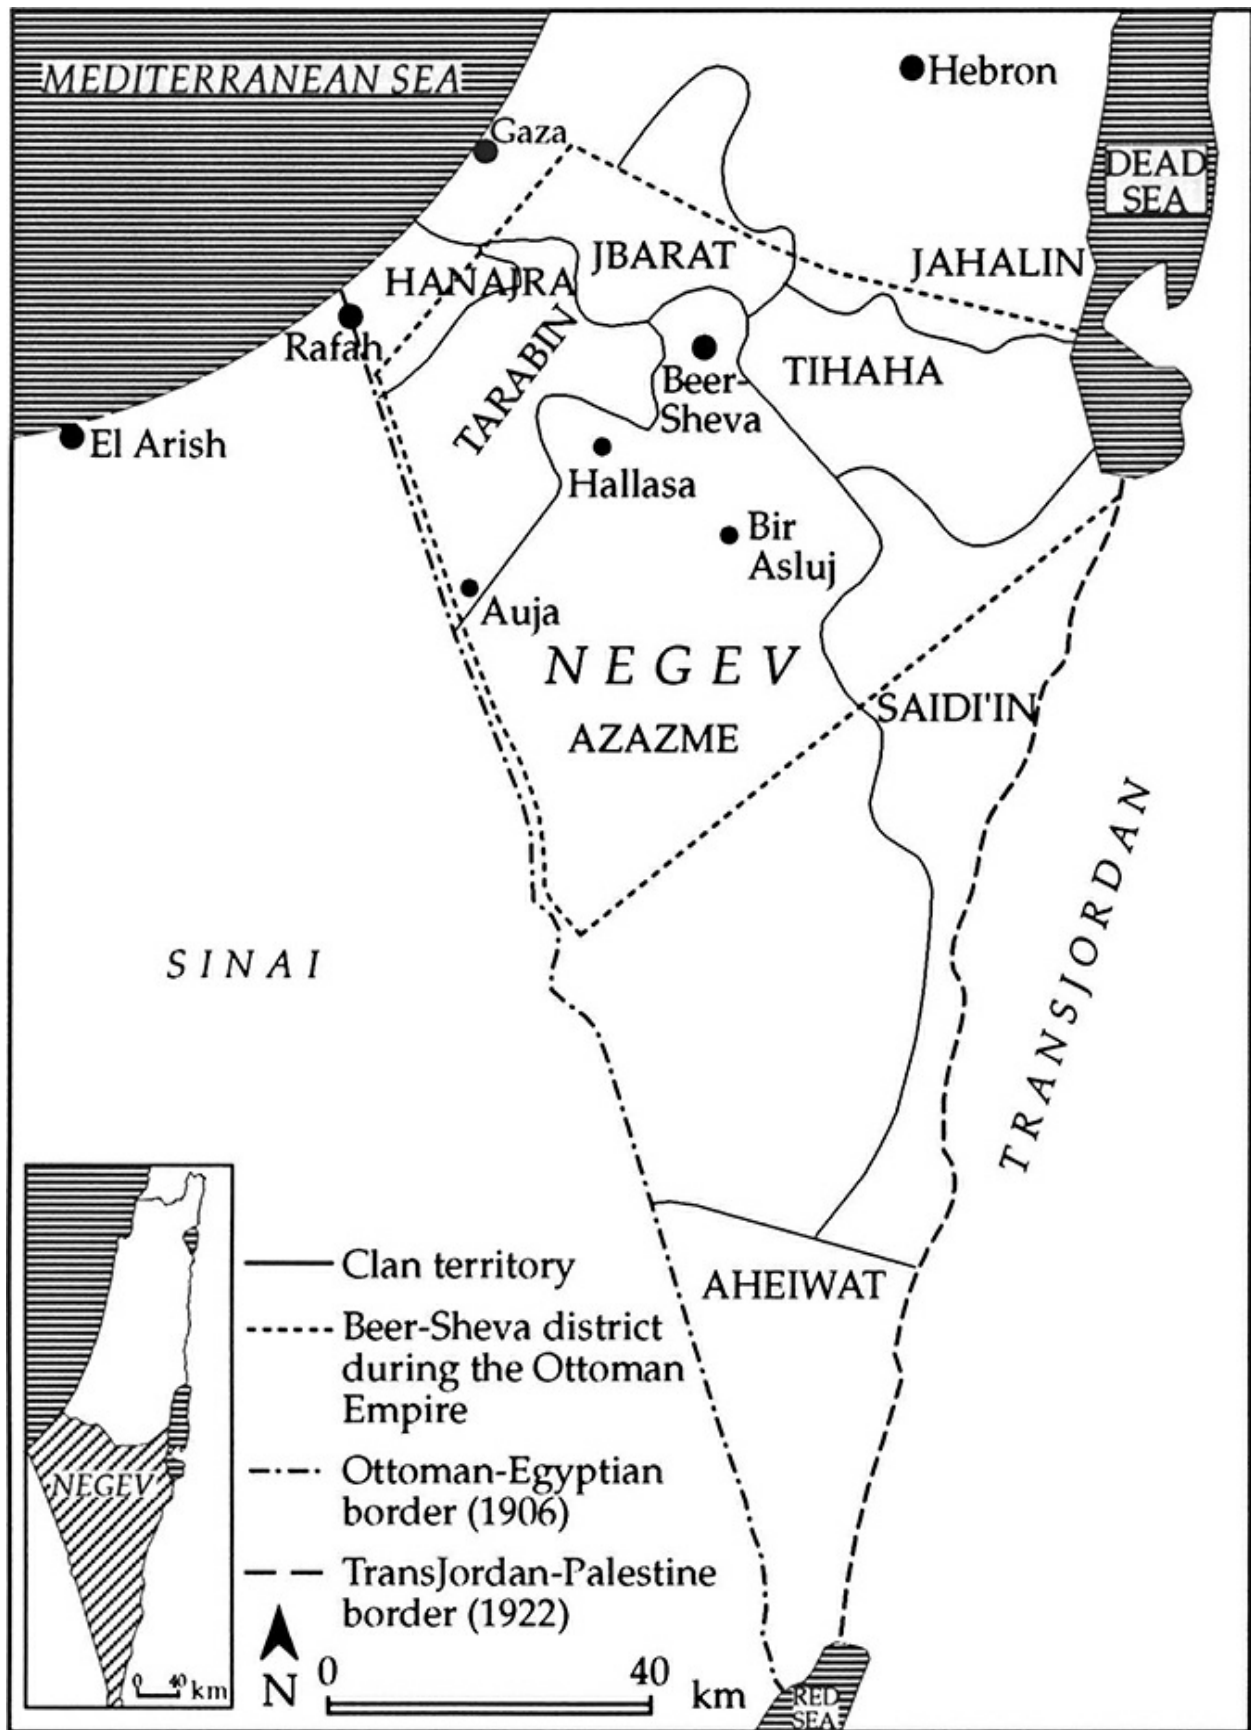 MEDITERRANEAN SEA
Hebron
Gaza
DEAD
SEA
JBARAT
JAHALIN
HANAJRA
Rafah
TARABIN
Beer-
Sheva
TIHAHA
El Arish
Hallasa
Bir
Asluj
Auja
NEGEV
SAIDI'IN
AZAZME
TRANSJORDAN
SINAI
AHEIWAT
Clan territory
Beer-Sheva district
during the Ottoman
Empire
Ottoman-Egyptian
border (1906)
TransJordan-Palestine
border (1922)
NEGEV
0 40 km
N
0 40 km
RED
SEA